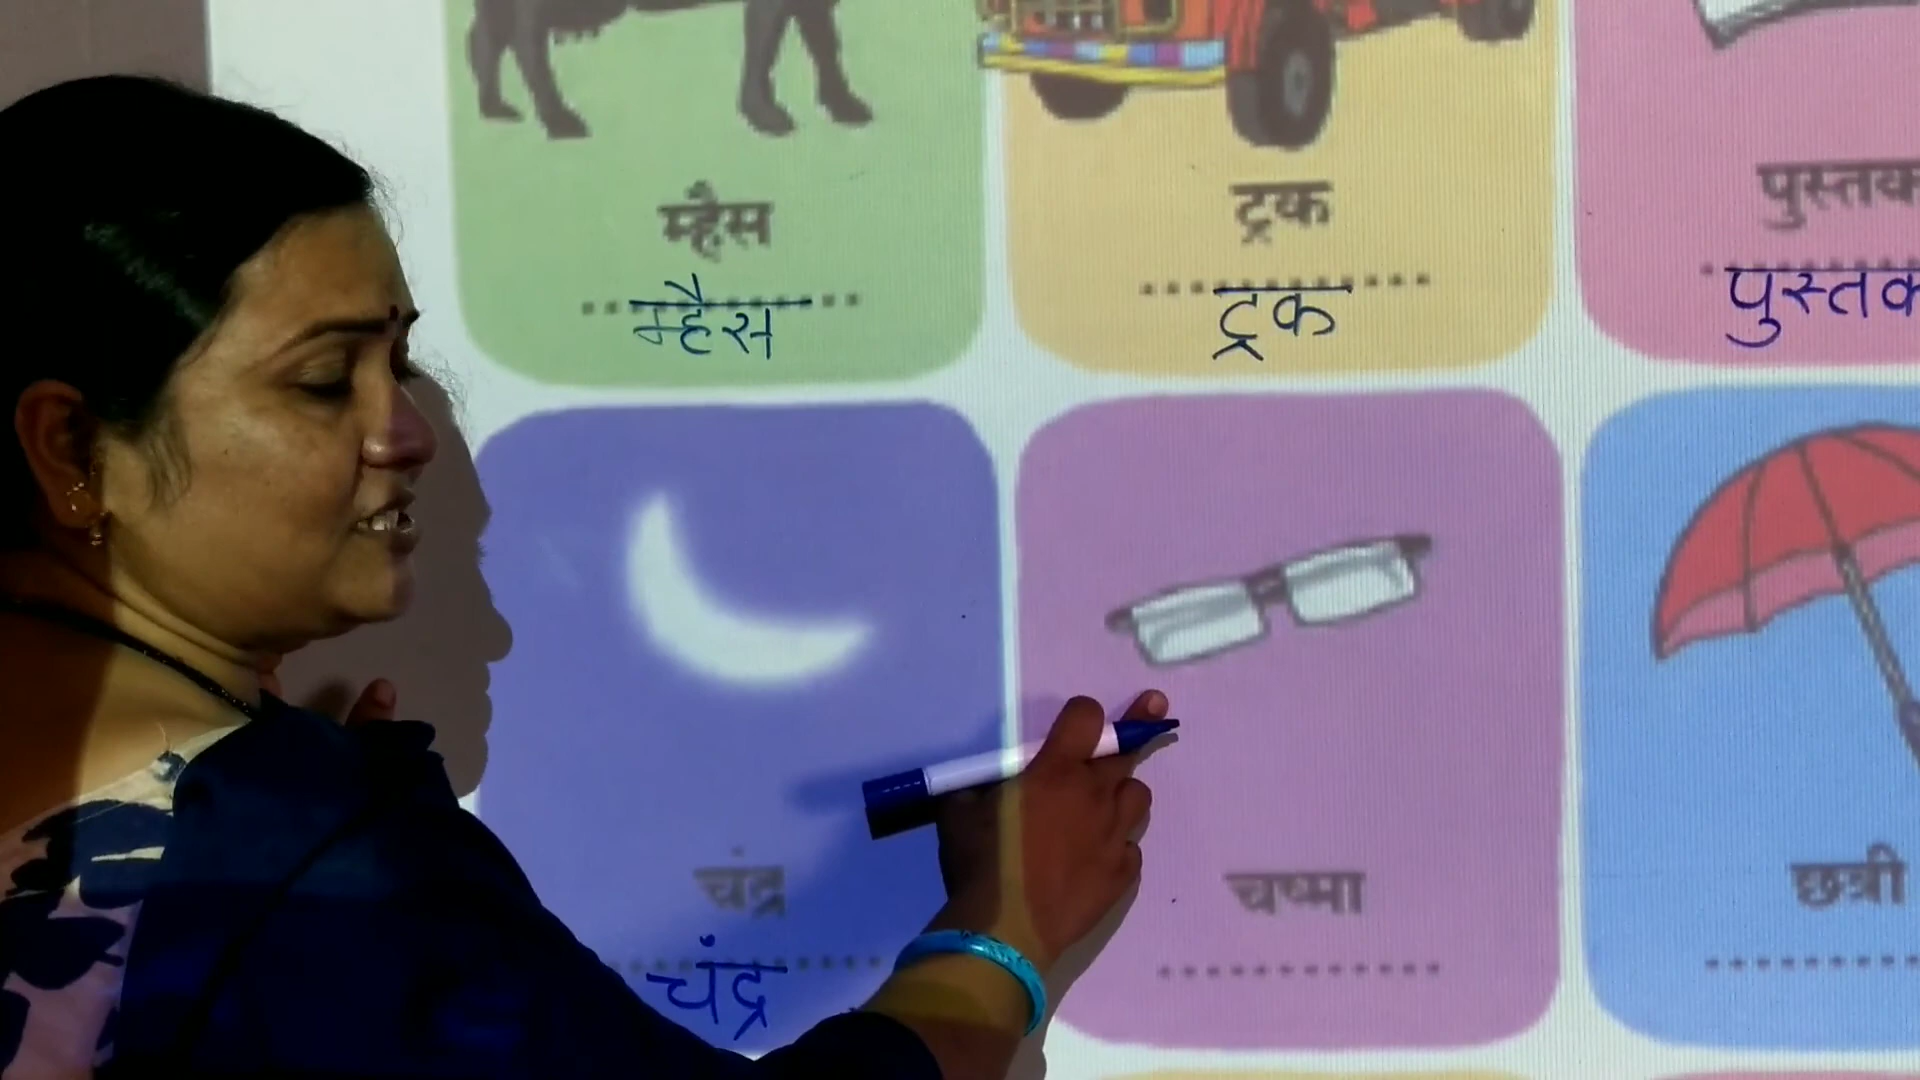 म्हैस
म्हैस
ट्रक
ट्रक
पुस्तक
पुस्तक
चंद्र
चंद्र
चष्मा
छत्री